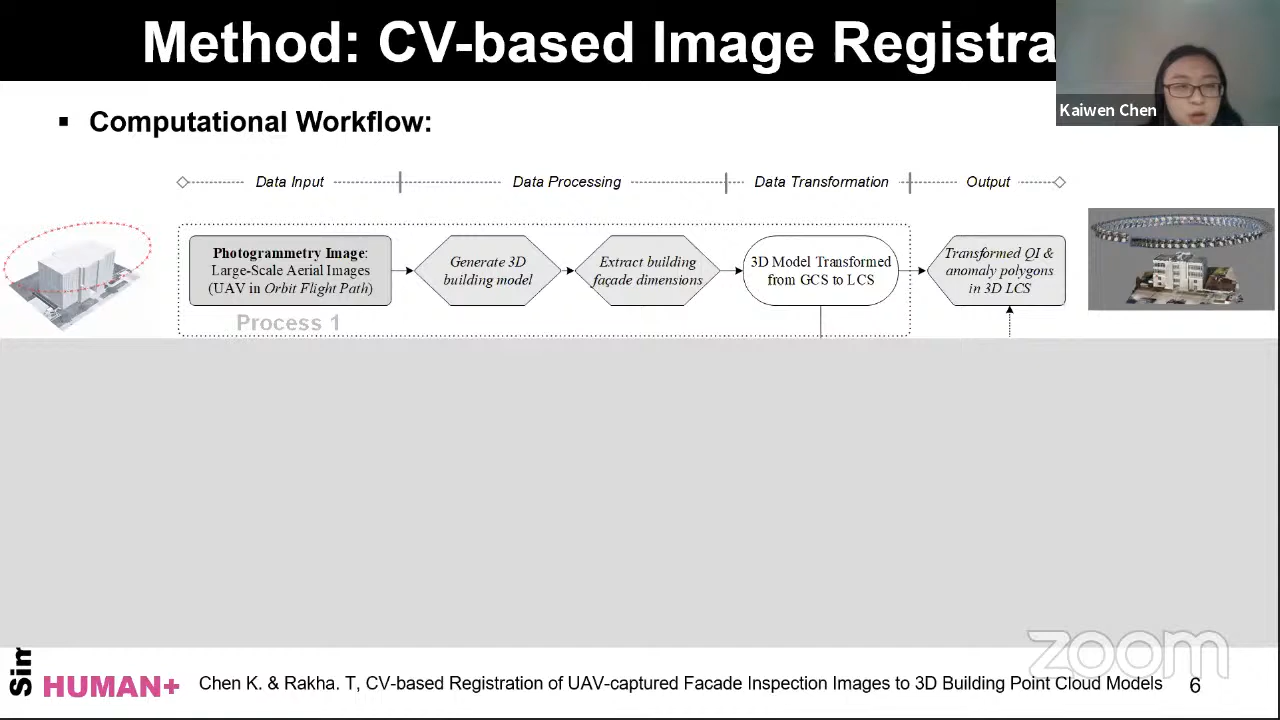 Method: CV-based Image Registra
Kaiwen Chen
▪ Computational Workflow:
Data Input
Data Processing
Data Transformation
Output
Photogrammetry Image:
Large-Scale Aerial Images
(UAV in Orbit Flight Path)
Generate 3D
building model
Extract building
façade dimensions
3D Model Transformed
from GCS to LCS
Transformed QI &
anomaly polygons
in 3D LCS
Process 1
zoom
Sim
HUMAN+
Chen K. & Rakha. T, CV-based Registration of UAV-captured Facade Inspection Images to 3D Building Point Cloud Models
6